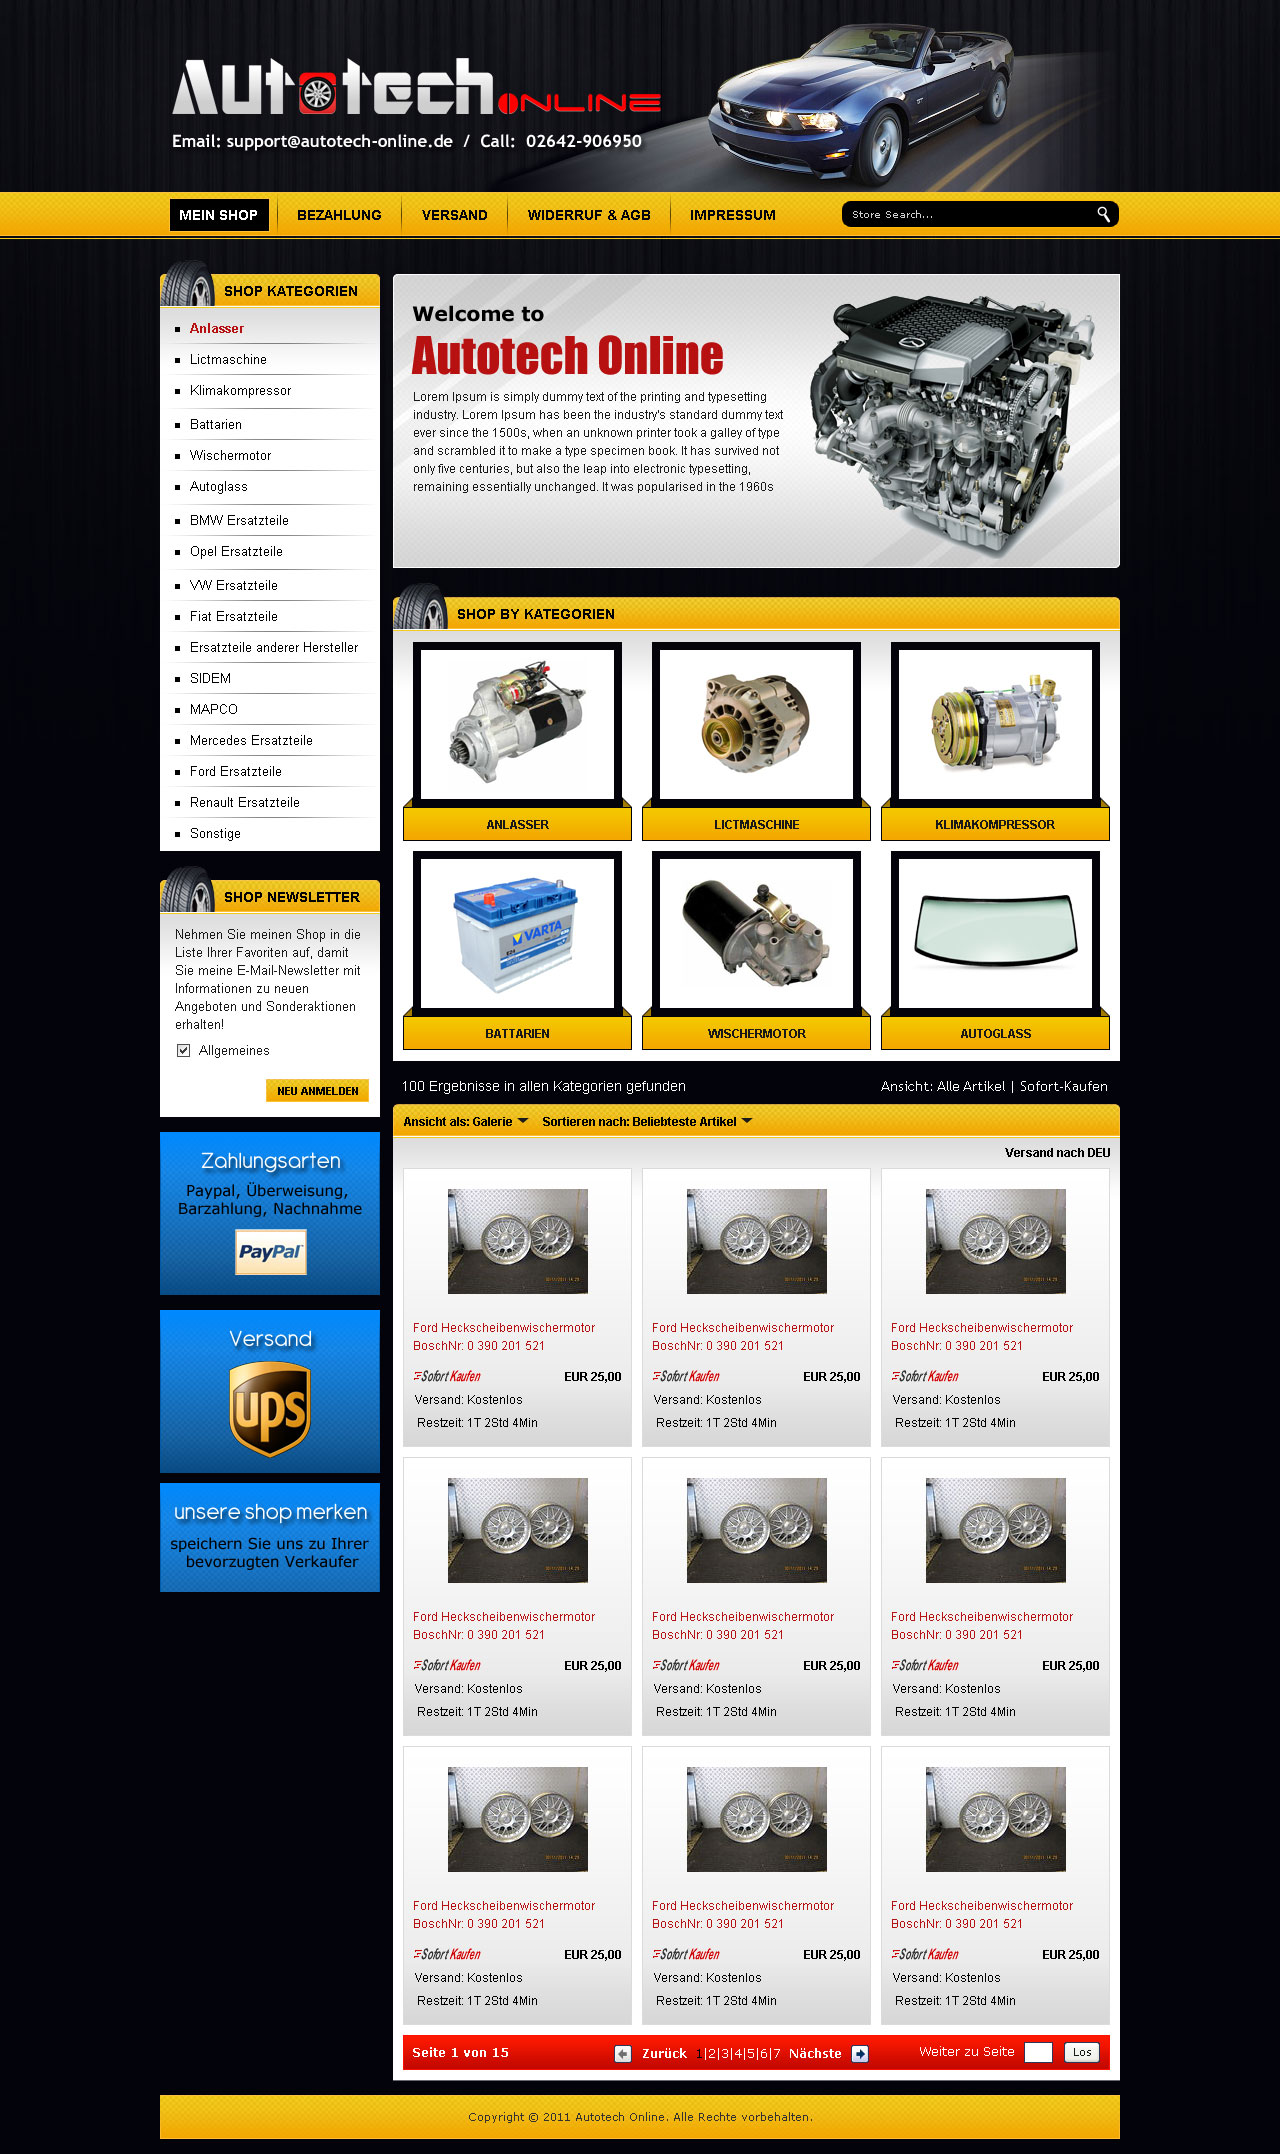 Autotech ONLINE
Email: support@autotech-online.de / Call: 02642-906950
MEIN SHOP
BEZAHLUNG
VERSAND
WIDERRUF & AGB
IMPRESSUM
Store Search...
SHOP KATEGORIEN
Anlasser
Lictmaschine
Klimakompressor
Battarien
Wischermotor
Autoglass
BMW Ersatzteile
Opel Ersatzteile
VW Ersatzteile
Fiat Ersatzteile
Ersatzteile anderer Hersteller
SIDEM
MAPCO
Mercedes Ersatzteile
Ford Ersatzteile
Renault Ersatzteile
Sonstige
SHOP NEWSLETTER
Nehmen Sie meinen Shop in die
Liste Ihrer Favoriten auf, damit
Sie meine E-Mail-Newsletter mit
Informationen zu neuen
Angeboten und Sonderaktionen
erhalten!
Allgemeines
NEU ANMELDEN
Zahlungsarten
Paypal, Überweisung,
Barzahlung, Nachnahme
PayPal
Versand
ups
unsere shop merken
speichern Sie uns zu Ihrer
bevorzugten Verkaufer
Welcome to
Autotech Online
Lorem Ipsum is simply dummy text of the printing and typesetting
industry. Lorem Ipsum has been the industry's standard dummy text
ever since the 1500s, when an unknown printer took a galley of type
and scrambled it to make a type specimen book. It has survived not
only five centuries, but also the leap into electronic typesetting,
remaining essentially unchanged. It was popularised in the 1960s
SHOP BY KATEGORIEN
ANLASSER
LICTMASCHINE
KLIMAKOMPRESSOR
VARTA
BATTARIEN
WISCHERMOTOR
AUTOGLASS
100 Ergebnisse in allen Kategorien gefunden
Ansicht: Alle Artikel | Sofort-Kaufen
Ansicht als: Galerie
Sortieren nach: Beliebteste Artikel
Versand nach DEU
Ford Heckscheibenwischermotor
BoschNr: 0 390 201 521
Sofort Kaufen EUR 25,00
Versand: Kostenlos
Restzeit: 1T 2Std 4Min
Ford Heckscheibenwischermotor
BoschNr: 0 390 201 521
Sofort Kaufen EUR 25,00
Versand: Kostenlos
Restzeit: 1T 2Std 4Min
Ford Heckscheibenwischermotor
BoschNr: 0 390 201 521
Sofort Kaufen EUR 25,00
Versand: Kostenlos
Restzeit: 1T 2Std 4Min
Ford Heckscheibenwischermotor
BoschNr: 0 390 201 521
Sofort Kaufen EUR 25,00
Versand: Kostenlos
Restzeit: 1T 2Std 4Min
Ford Heckscheibenwischermotor
BoschNr: 0 390 201 521
Sofort Kaufen EUR 25,00
Versand: Kostenlos
Restzeit: 1T 2Std 4Min
Ford Heckscheibenwischermotor
BoschNr: 0 390 201 521
Sofort Kaufen EUR 25,00
Versand: Kostenlos
Restzeit: 1T 2Std 4Min
Ford Heckscheibenwischermotor
BoschNr: 0 390 201 521
Sofort Kaufen EUR 25,00
Versand: Kostenlos
Restzeit: 1T 2Std 4Min
Ford Heckscheibenwischermotor
BoschNr: 0 390 201 521
Sofort Kaufen EUR 25,00
Versand: Kostenlos
Restzeit: 1T 2Std 4Min
Ford Heckscheibenwischermotor
BoschNr: 0 390 201 521
Sofort Kaufen EUR 25,00
Versand: Kostenlos
Restzeit: 1T 2Std 4Min
Seite 1 von 15
Zurück 1|2|3|4|5|6|7 Nächste
Weiter zu Seite
Los
Copyright © 2011 Autotech Online. Alle Rechte vorbehalten.